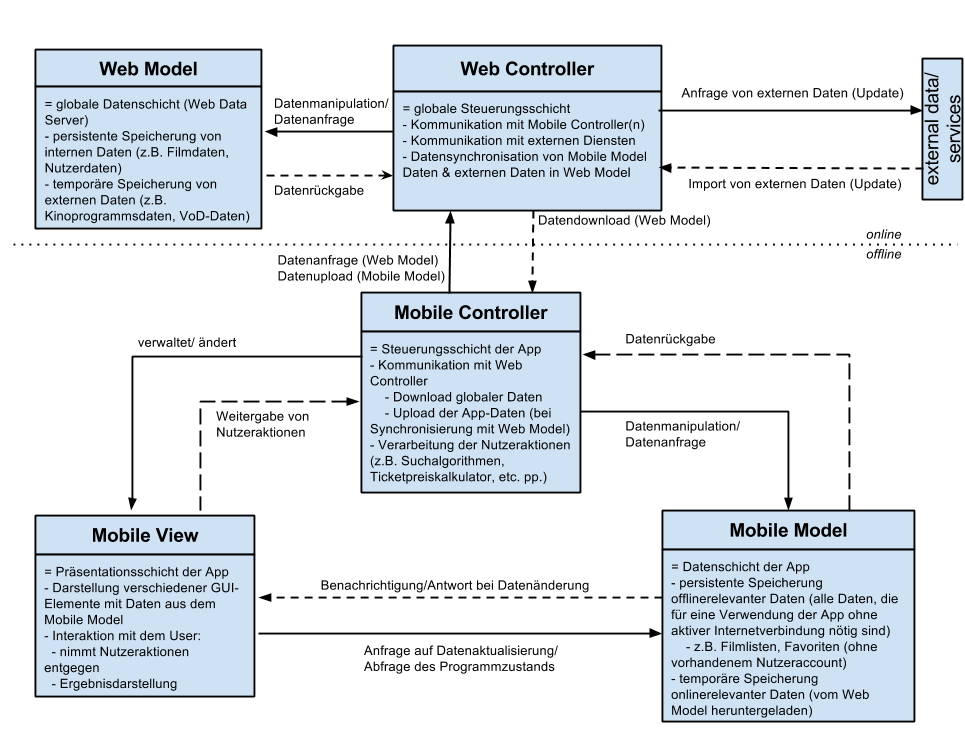 Web Model
= globale Datenschicht (Web Data
Server)
- persistente Speicherung von
internen Daten (z.B. Filmdaten,
Nutzerdaten)
- temporäre Speicherung von
externen Daten (z.B.
Kinoprogrammsdaten, VoD-Daten)
Datenmanipulation/
Datenanfrage
Datenrückgabe
Web Controller
= globale Steuerungsschicht
- Kommunikation mit Mobile Controller(n)
- Kommunikation mit externen Diensten
- Datensynchronisation von Mobile Model
Daten & externen Daten in Web Model
Anfrage von externen Daten (Update)
Import von externen Daten (Update)
external data/
services
Datendownload (Web Model)
online
offline
Datenanfrage (Web Model)
Datenupload (Mobile Model)
Mobile Controller
= Steuerungsschicht der App
- Kommunikation mit Web
Controller
- Download globaler Daten
- Upload der App-Daten (bei
Synchronisierung mit Web Model)
- Verarbeitung der Nutzeraktionen
(z.B. Suchalgorithmen,
Ticketpreiskalkulator, etc. pp.)
verwaltet/ ändert
Weitergabe von
Nutzeraktionen
Datenrückgabe
Datenmanipulation/
Datenanfrage
Mobile View
= Präsentationsschicht der App
- Darstellung verschiedener GUI-
Elemente mit Daten aus dem
Mobile Model
- Interaktion mit dem User:
- nimmt Nutzeraktionen
entgegen
- Ergebnisdarstellung
Benachrichtigung/Antwort bei Datenänderung
Anfrage auf Datenaktualisierung/
Abfrage des Programmzustands
Mobile Model
= Datenschicht der App
- persistente Speicherung
offlinerelevanter Daten (alle Daten, die
für eine Verwendung der App ohne
aktiver Internetverbindung nötig sind)
- z.B. Filmlisten, Favoriten (ohne
vorhandenem Nutzeraccount)
- temporäre Speicherung
onlinerelevanter Daten (vom Web
Model heruntergeladen)